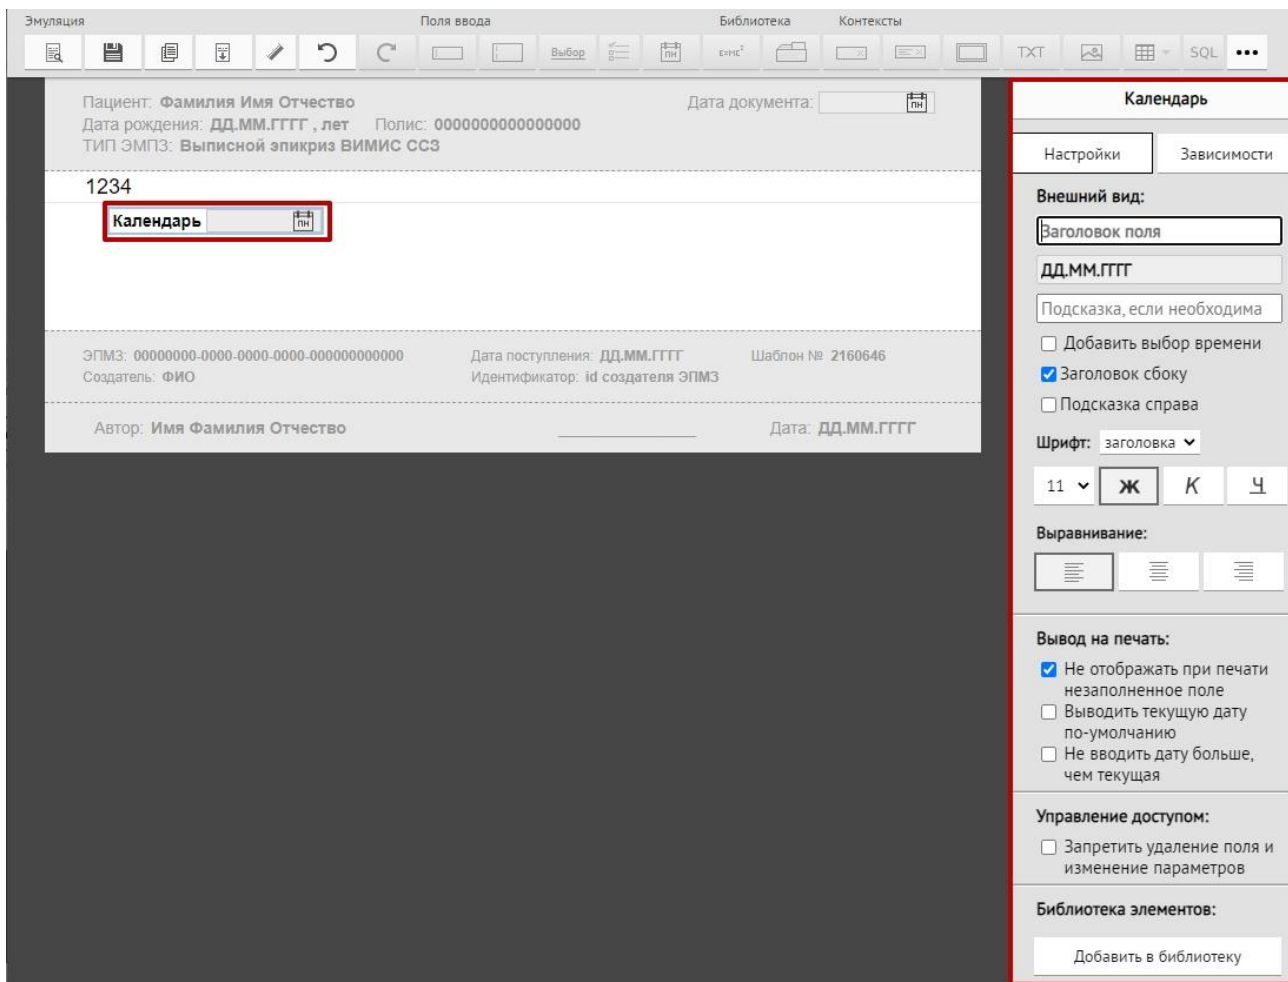 Эмуляция Поля ввода Библиотека Контексты
Выбор ПН E=MC² TXT SQL •••
Пациент: Фамилия Имя Отчество Дата документа: ПН
Дата рождения: ДД.ММ.ГГГГ , лет Полис: 0000000000000000
ТИП ЭМПЗ: Выписной эпикриз ВИМИС ССЗ
1234
Календарь ПН
ЭПМЗ: 00000000-0000-0000-0000-000000000000 Дата поступления: ДД.ММ.ГГГГ Шаблон № 2160646
Создатель: ФИО Идентификатор: id создателя ЭПМЗ
Автор: Имя Фамилия Отчество Дата: ДД.ММ.ГГГГ
Календарь
Настройки Зависимости
Внешний вид:
Заголовок поля
ДД.ММ.ГГГГ
Подсказка, если необходима
Добавить выбор времени
Заголовок сбоку
Подсказка справа
Шрифт: заголовка
11 Ж К Ч
Выравнивание:
Вывод на печать:
Не отображать при печати
незаполненное поле
Выводить текущую дату
по-умолчанию
Не вводить дату больше,
чем текущая
Управление доступом:
Запретить удаление поля и
изменение параметров
Библиотека элементов:
Добавить в библиотеку